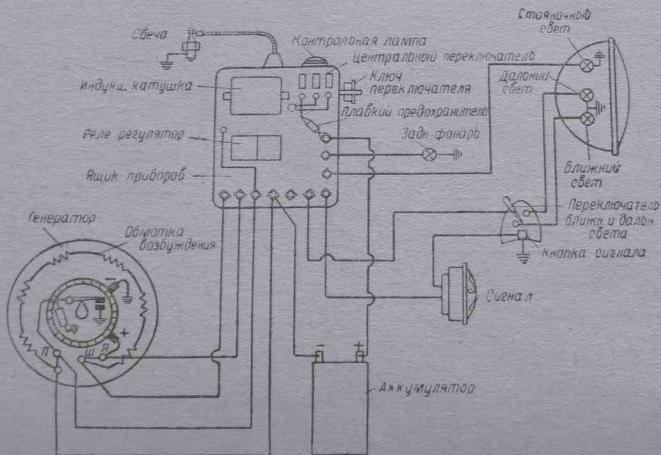 Стояночный
свет
Свеча
Контрольная лампа
Центральный переключатель
Ключ
переключателя
Дальний
свет
Индукц. катушка
Плавкий предохранитель
Реле регулятор
Задн. фонарь
Ящик приборов
Ближний
свет
Генератор
Обмотка
возбуждения
Переключатель
ближн и дальн
света
Кнопка сигнала
Сигнал
П Ш Я
- +
- +
Аккумулятор